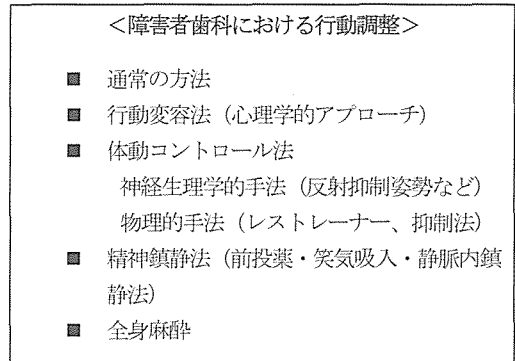 ＜障害者歯科における行動調整＞
■ 通常の方法
■ 行動変容法（心理学的アプローチ）
■ 体動コントロール法
神経生理学的手法（反射抑制姿勢など）
物理的手法（レストレーナー、抑制法）
■ 精神鎮静法（前投薬・笑気吸入・静脈内鎮
静法）
■ 全身麻酔